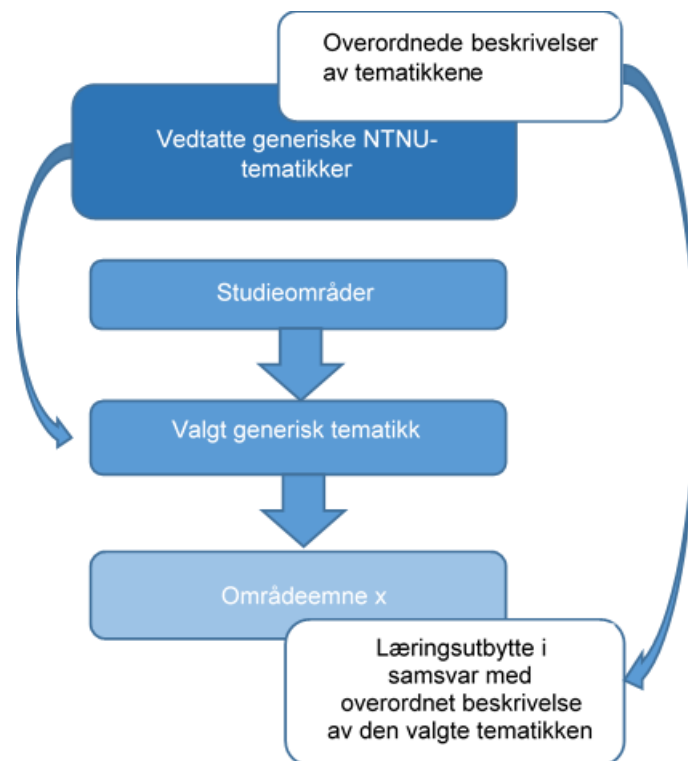 Overordnede beskrivelser
av tematikkene
Vedtatte generiske NTNU-
tematikker
Studieområder
Valgt generisk tematikk
Områdeemne x
Læringsutbytte i
samsvar med
overordnet beskrivelse
av den valgte tematikken